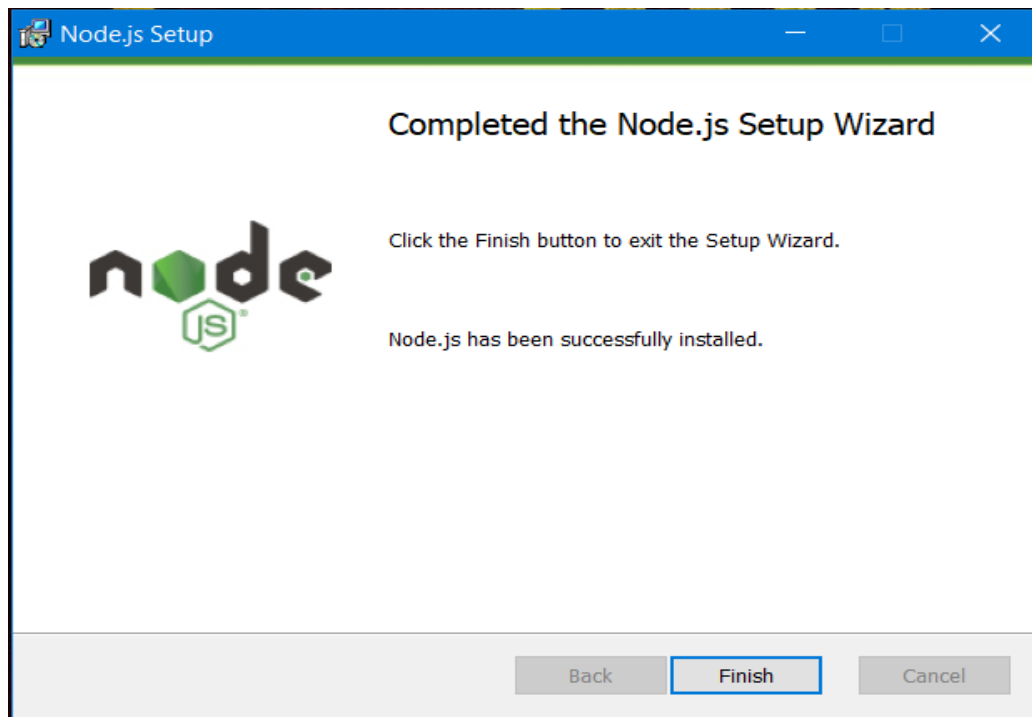 Node.js Setup
Completed the Node.js Setup Wizard
Click the Finish button to exit the Setup Wizard.
node
JS®
Node.js has been successfully installed.
Back Finish Cancel